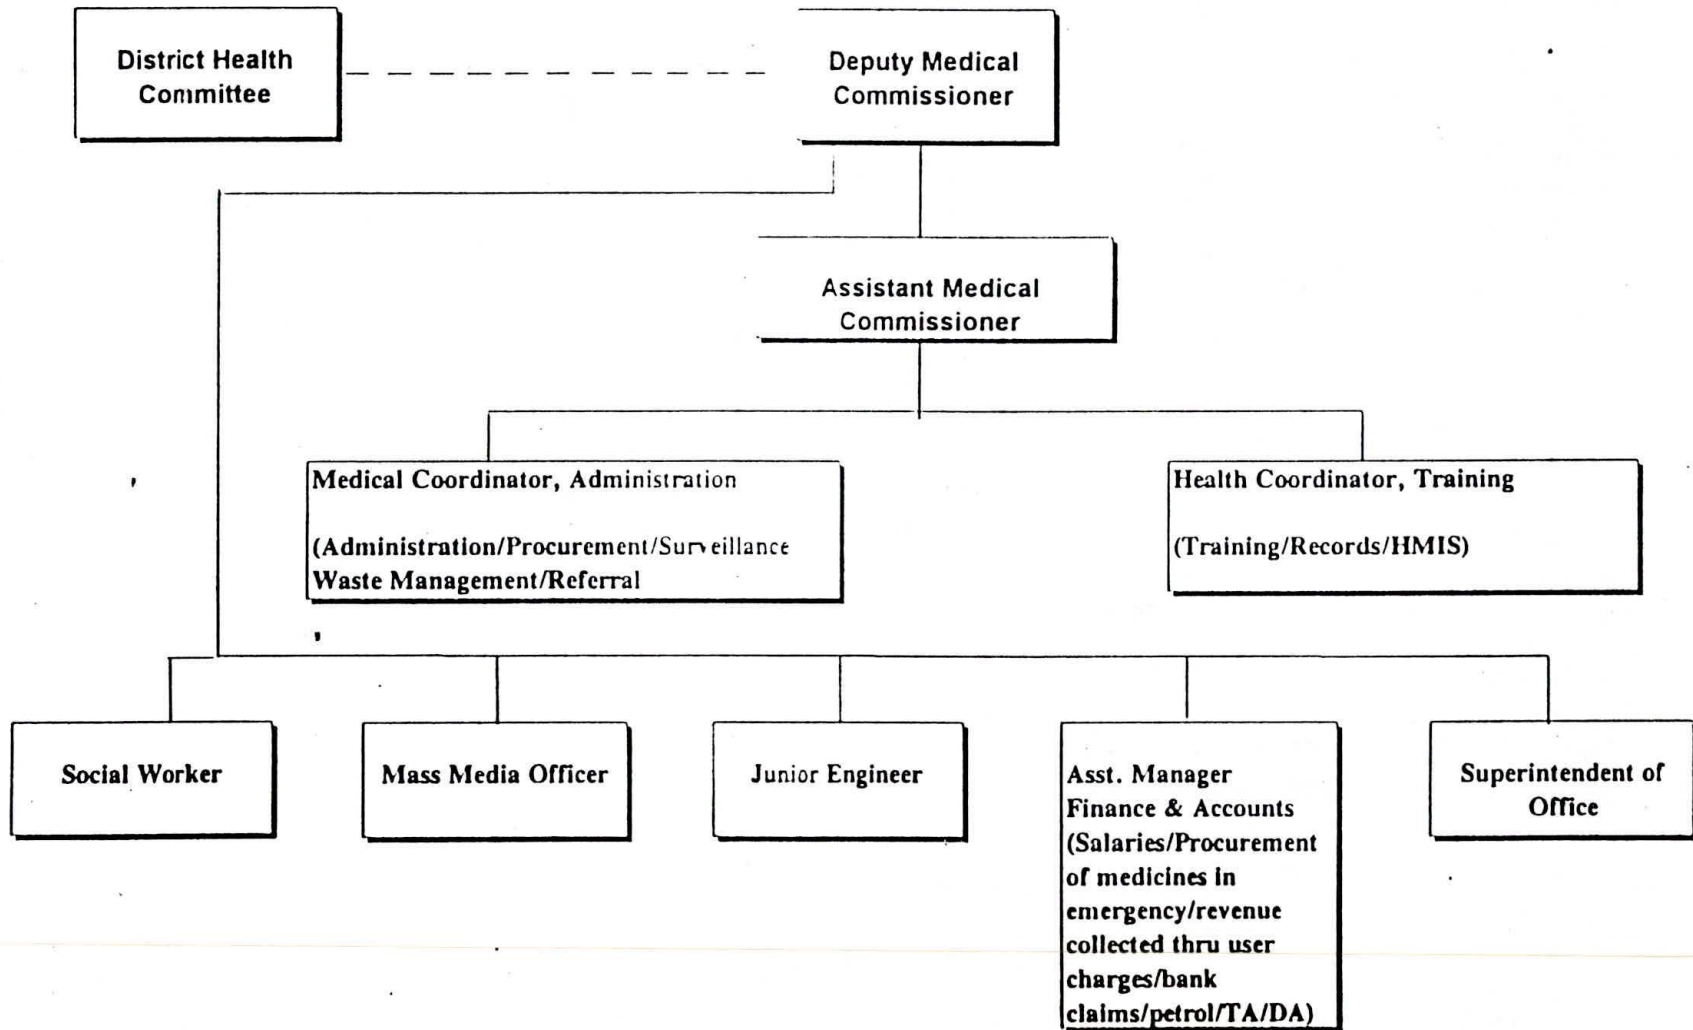 District Health
Committee
Deputy Medical
Commissioner
Assistant Medical
Commissioner
Medical Coordinator, Administration
(Administration/Procurement/Surveillance
Waste Management/Referral
Health Coordinator, Training
(Training/Records/HMIS)
Social Worker
Mass Media Officer
Junior Engineer
Asst. Manager
Finance & Accounts
(Salaries/Procurement
of medicines in
emergency/revenue
collected thru user
charges/bank
claims/petrol/TA/DA)
Superintendent of
Office